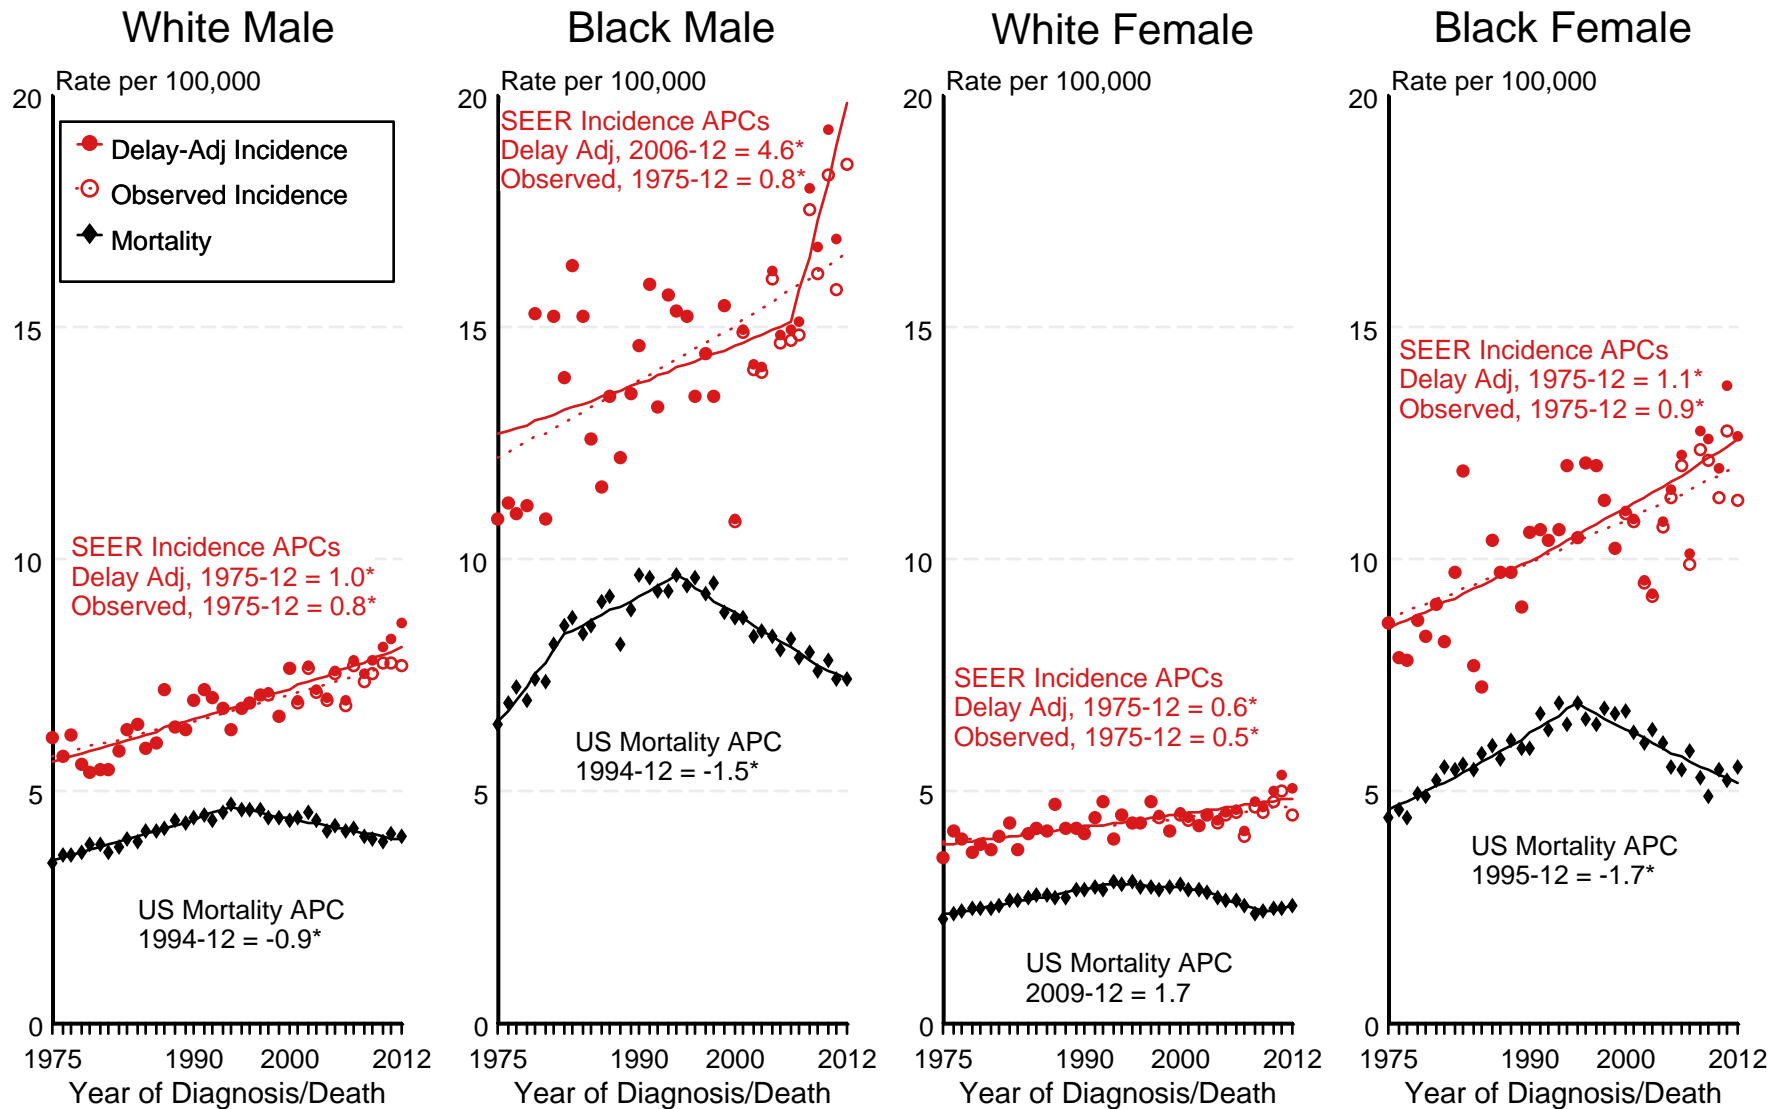 White Male
Rate per 100,000
20
15
10
5
0
Delay-Adj Incidence
Observed Incidence
Mortality
SEER Incidence APCs
Delay Adj, 1975-12 = 1.0*
Observed, 1975-12 = 0.8*
US Mortality APC
1994-12 = -0.9*
1975 1990 2000 2012
Year of Diagnosis/Death
Black Male
Rate per 100,000
20
15
10
5
0
SEER Incidence APCs
Delay Adj, 2006-12 = 4.6*
Observed, 1975-12 = 0.8*
US Mortality APC
1994-12 = -1.5*
1975 1990 2000 2012
Year of Diagnosis/Death
White Female
Rate per 100,000
20
15
10
5
0
SEER Incidence APCs
Delay Adj, 1975-12 = 0.6*
Observed, 1975-12 = 0.5*
US Mortality APC
2009-12 = 1.7
1975 1990 2000 2012
Year of Diagnosis/Death
Black Female
Rate per 100,000
20
15
10
5
0
SEER Incidence APCs
Delay Adj, 1975-12 = 1.1*
Observed, 1975-12 = 0.9*
US Mortality APC
1995-12 = -1.7*
1975 1990 2000 2012
Year of Diagnosis/Death